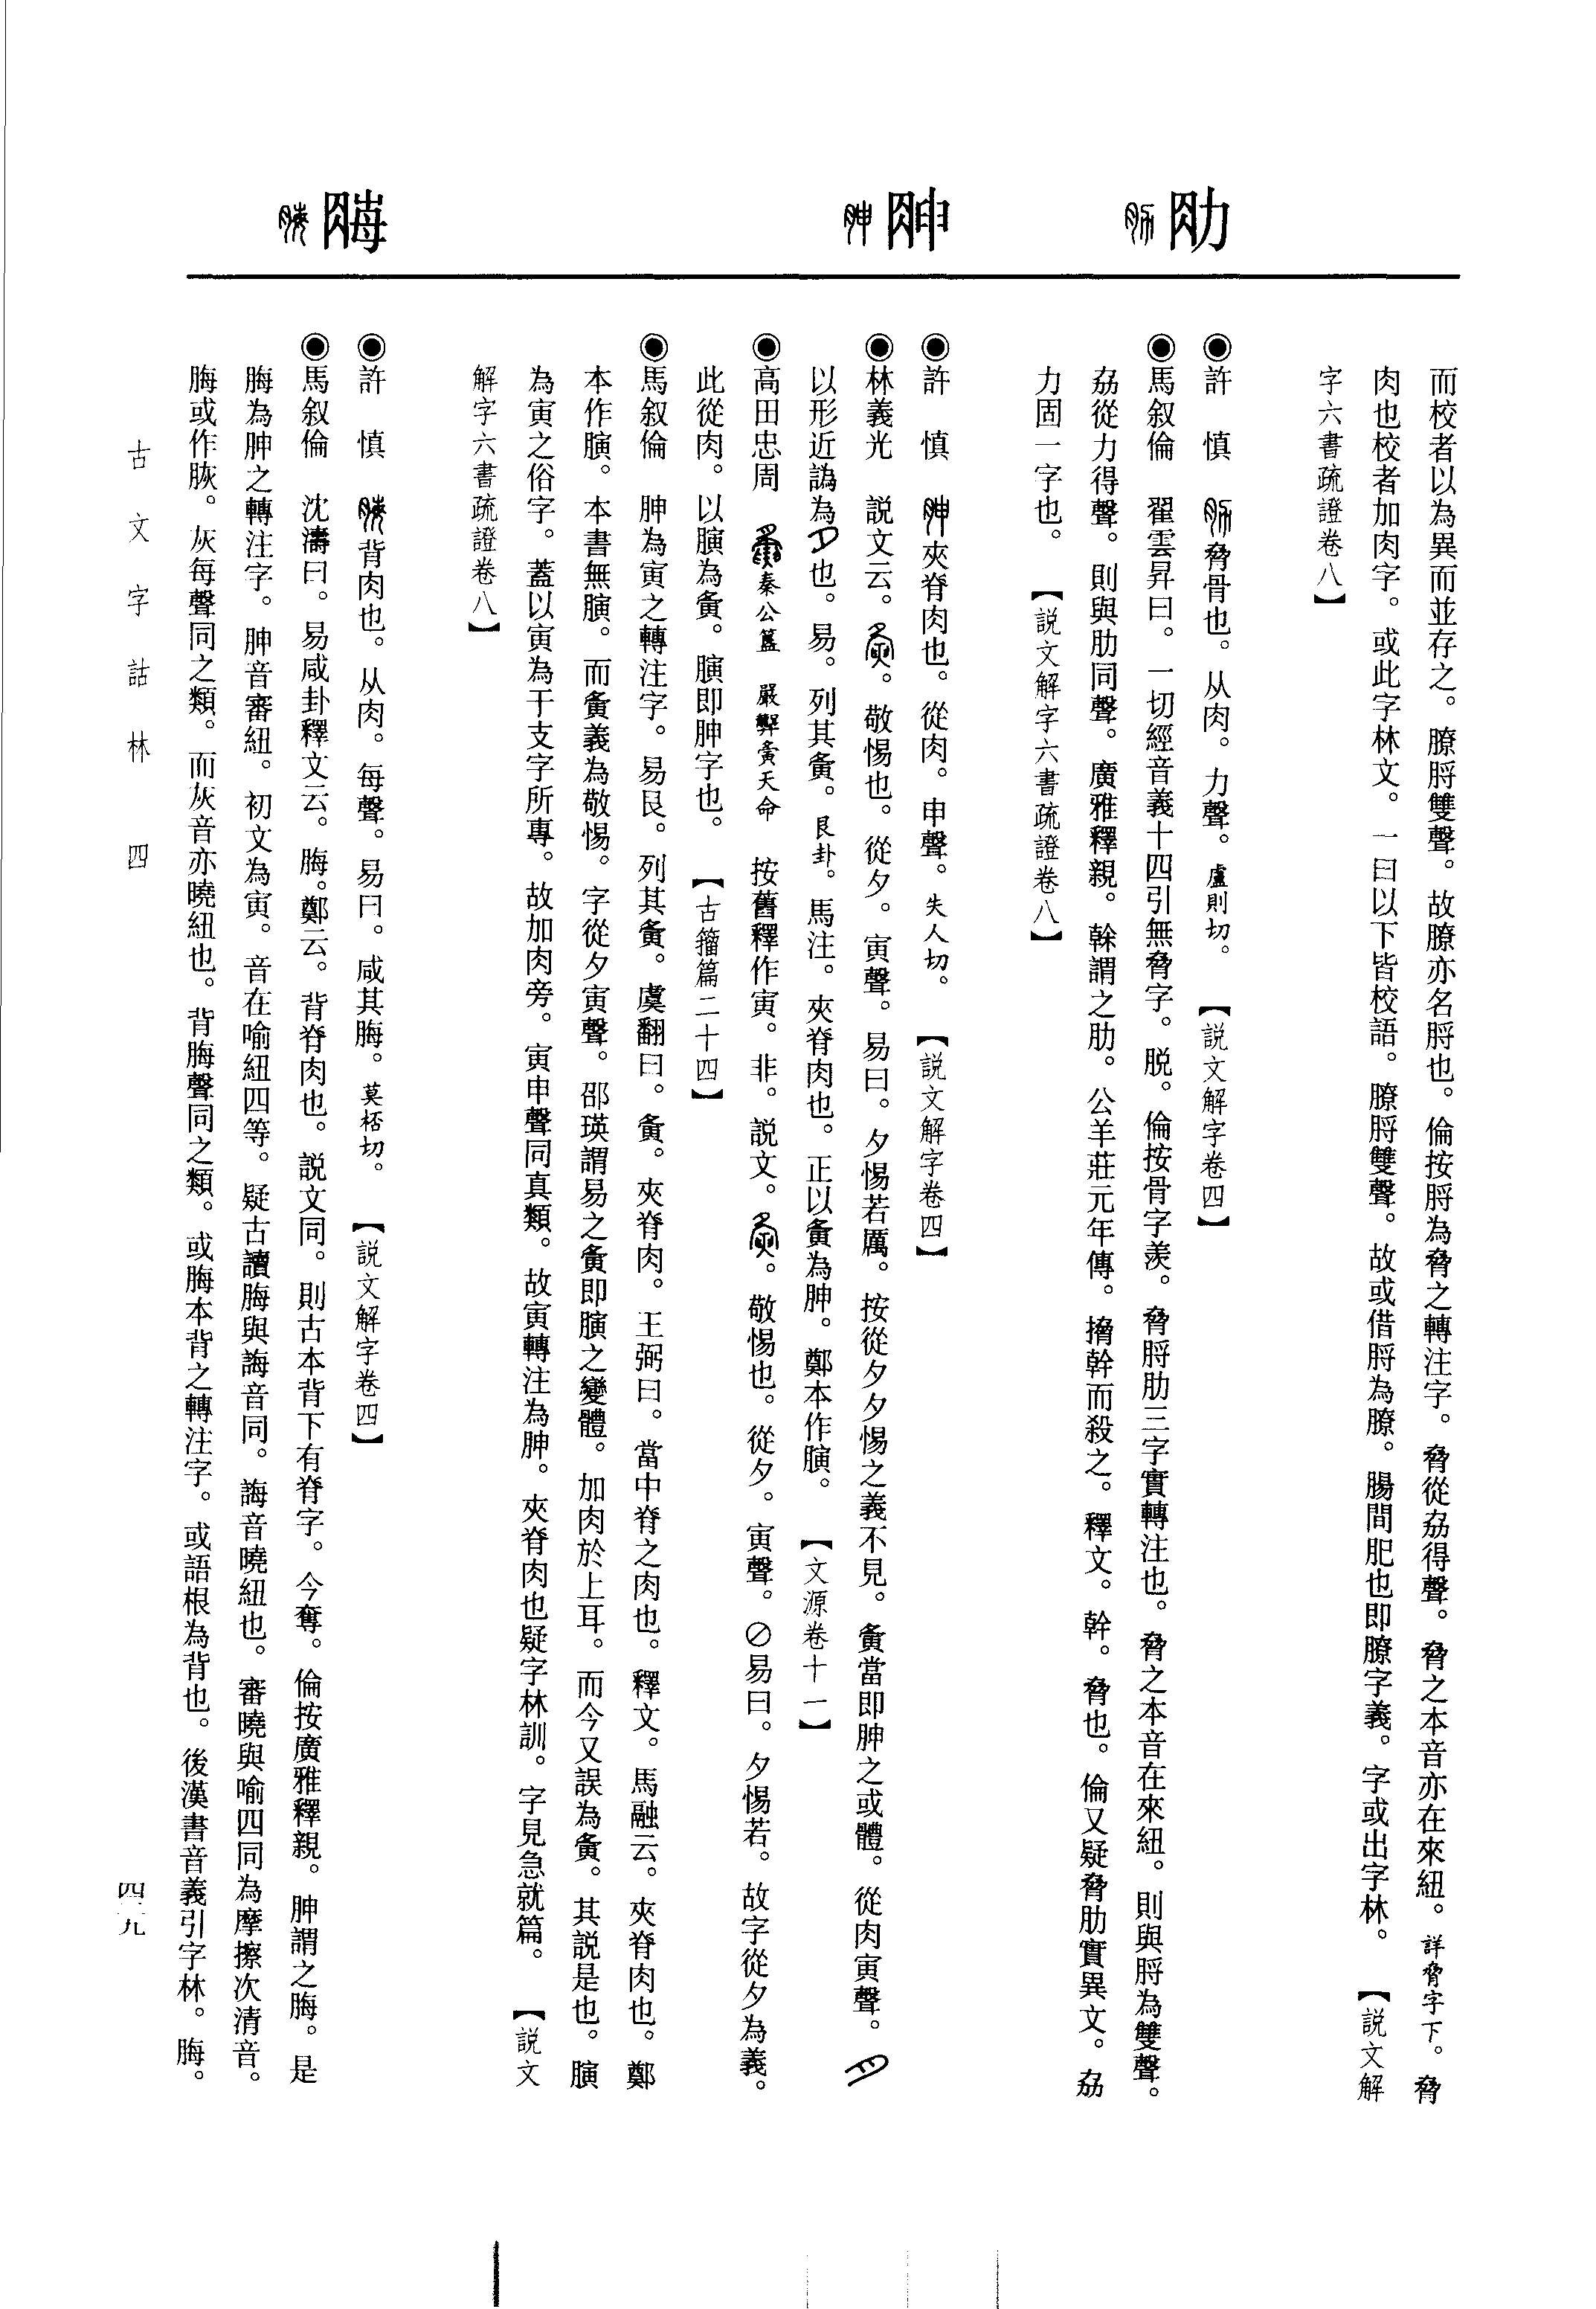 肋
胂
脢
而校者以為異而並存之。膫脟雙聲。故膫亦名脟也。倫按脟為脅之轉注字。脅從劦得聲。脅之本音亦在來紐。詳脅字下。脅
肉也校者加肉字。或此字林文。一曰以下皆校語。膫脟雙聲。故或借脟為膫。腸間肥也即膫字義。字或出字林。【説文解
字六書疏證卷八】
◉許　慎　脅骨也。从肉。力聲。盧則切。【説文解字卷四】
◉馬叙倫　翟雲昇曰。一切經音義十四引無脅字。脱。倫按骨字羨。脅脟肋三字實轉注也。脅之本音在來紐。則與脟為雙聲。
劦從力得聲。則與肋同聲。廣雅釋親。榦謂之肋。公羊莊元年傳。搚幹而殺之。釋文。幹。脅也。倫又疑脅肋實異文。劦
力固一字也。【説文解字六書疏證卷八】
◉許　慎　夾脊肉也。從肉。申聲。失人切。【説文解字卷四】
◉林義光　説文云。敬惕也。從夕。寅聲。易曰。夕惕若厲。按從夕夕惕之義不見。夤當即胂之或體。從肉寅聲。
以形近譌為也。易。列其夤。艮卦。馬注。夾脊肉也。正以夤為胂。鄭本作䐄。【文源卷十一】
◉高田忠周　秦公簋　嚴龏夤天命　按舊釋作寅。非。説文。敬惕也。從夕。寅聲。⊘易曰。夕惕若。故字從夕為義。
此從肉。以䐄為夤。䐄即胂字也。【古籀篇二十四】
◉馬叙倫　胂為寅之轉注字。易艮。列其夤。虞翻曰。夤。夾脊肉。王弼曰。當中脊之肉也。釋文。馬融云。夾脊肉也。鄭
本作䐄。本書無䐄。而夤義為敬惕。字從夕寅聲。邵瑛謂易之夤即䐄之變體。加肉於上耳。而今又誤為夤。其説是也。䐄
為寅之俗字。蓋以寅為干支字所專。故加肉旁。寅申聲同真類。故寅轉注為胂。夾脊肉也疑字林訓。字見急就篇。【説文
解字六書疏證卷八】
◉許　慎　背肉也。从肉。每聲。易曰。咸其脢。莫桮切。【説文解字卷四】
◉馬叙倫　沈濤曰。易咸卦釋文云。脢。鄭云。背脊肉也。説文同。則古本背下有脊字。今奪。倫按廣雅釋親。胂謂之脢。是
脢為胂之轉注字。胂音審紐。初文為寅。音在喻紐四等。疑古讀脢與誨音同。誨音曉紐也。審曉與喻四同為摩擦次清音。
脢或作脄。灰每聲同之類。而灰音亦曉紐也。背脢聲同之類。或脢本背之轉注字。或語根為背也。後漢書音義引字林。脢。
古文字詁林　四
四一九